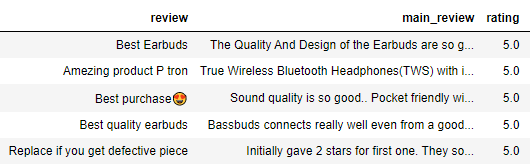 review main_review rating
Best Earbuds The Quality And Design of the Earbuds are so g... 5.0
Amezing product P tron True Wireless Bluetooth Headphones(TWS) with i... 5.0
Best purchase😍 Sound quality is so good.. Pocket friendly wi... 5.0
Best quality earbuds Bassbuds connects really well even from a good... 5.0
Replace if you get defective piece Initially gave 2 stars for first one. They so... 5.0